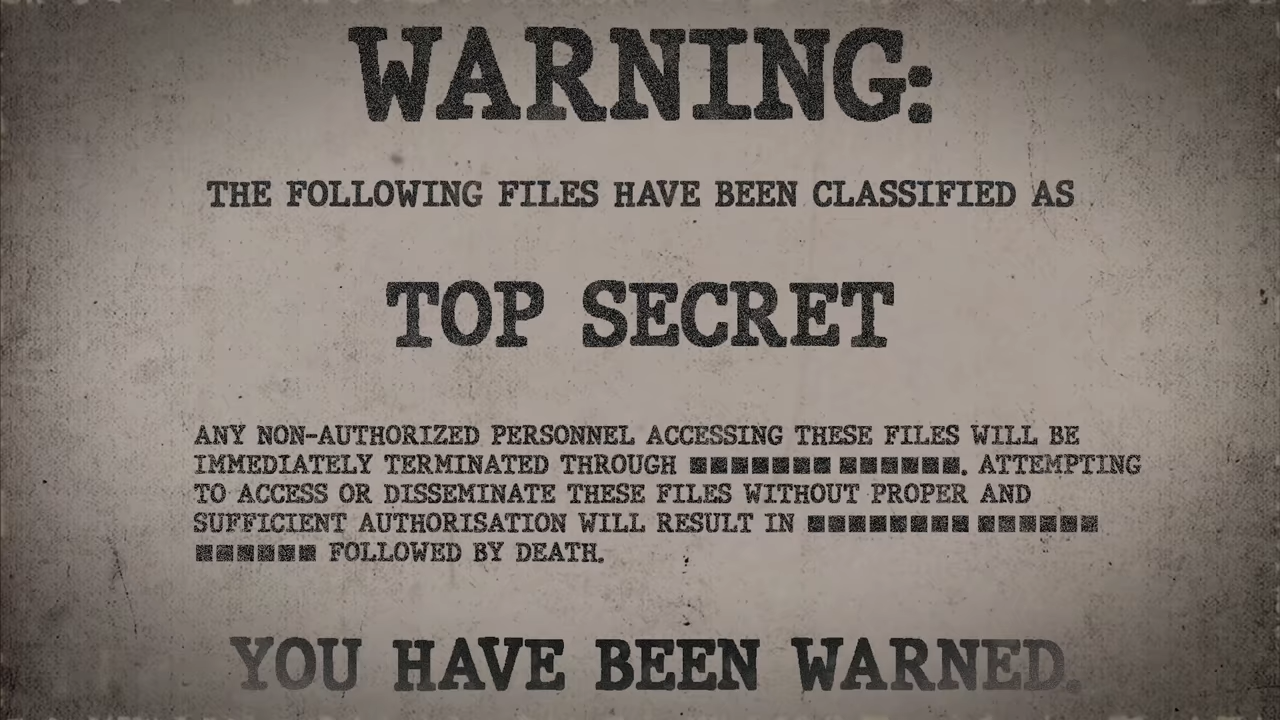 WARNING:
THE FOLLOWING FILES HAVE BEEN CLASSIFIED AS
TOP SECRET
ANY NON-AUTHORIZED PERSONNEL ACCESSING THESE FILES WILL BE
IMMEDIATELY TERMINATED THROUGH ■■■■■■■ ■■■■■■. ATTEMPTING
TO ACCESS OR DISSEMINATE THESE FILES WITHOUT PROPER AND
SUFFICIENT AUTHORISATION WILL RESULT IN ■■■■■■■■ ■■■■■■
■■■■■■ FOLLOWED BY DEATH.
YOU HAVE BEEN WARNED.